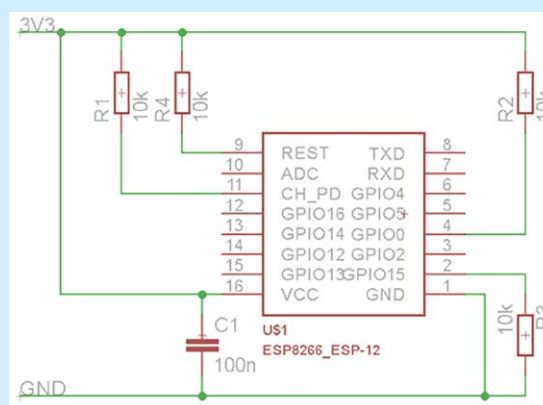 3V3
R1
10k
R4
10k
R2
10k
9 REST TXD 8
10 ADC RXD 7
11 CH_PD GPIO4 6
12 GPIO16 GPIO5 5
13 GPIO14 GPIO0 4
14 GPIO12 GPIO2 3
15 GPIO13 GPIO15 2
16 VCC GND 1
C1
100n
U$1
ESP8266_ESP-12
10k
R3
GND